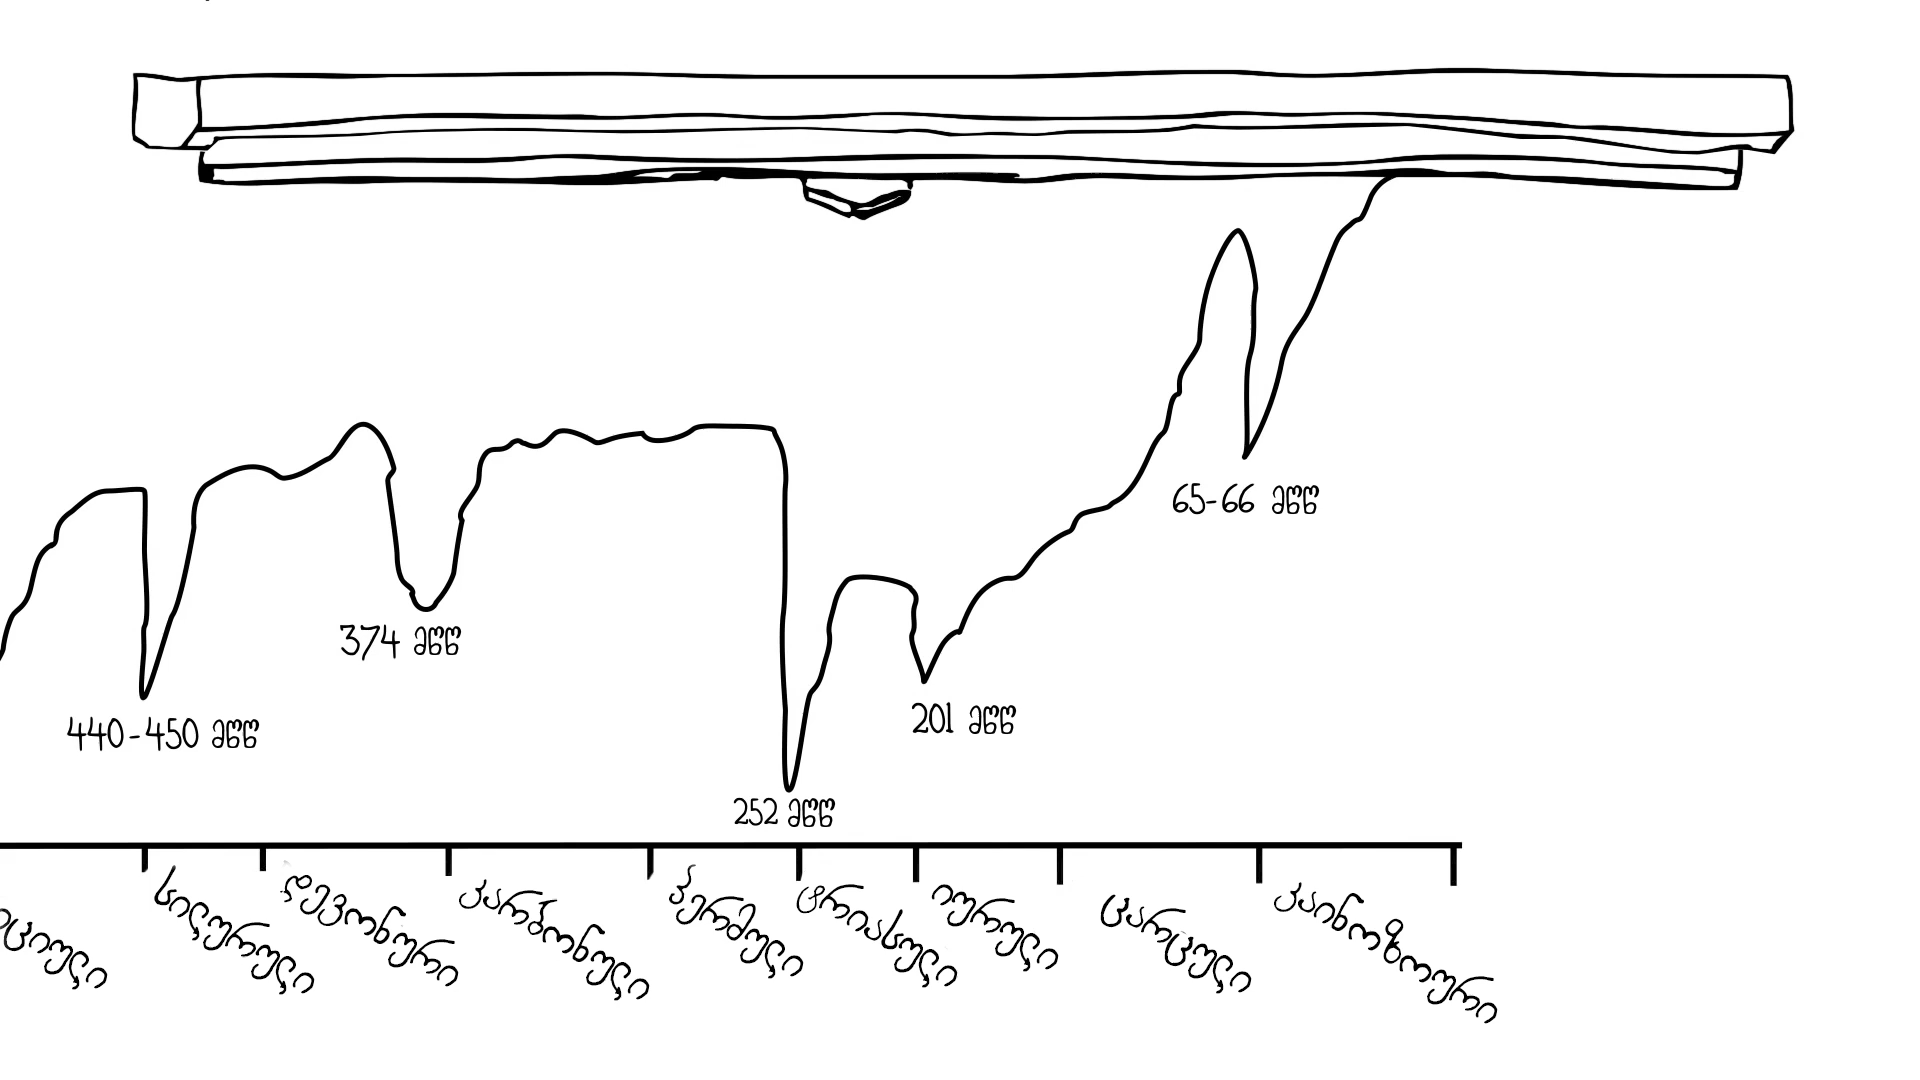 65-66 მწწ
374 მწწ
201 მწწ
440-450 მწწ
252 მწწ
სილურული
დევონური
კარბონული
პერმული
ტრიასული
იურული
ცარცული
კაინოზოური